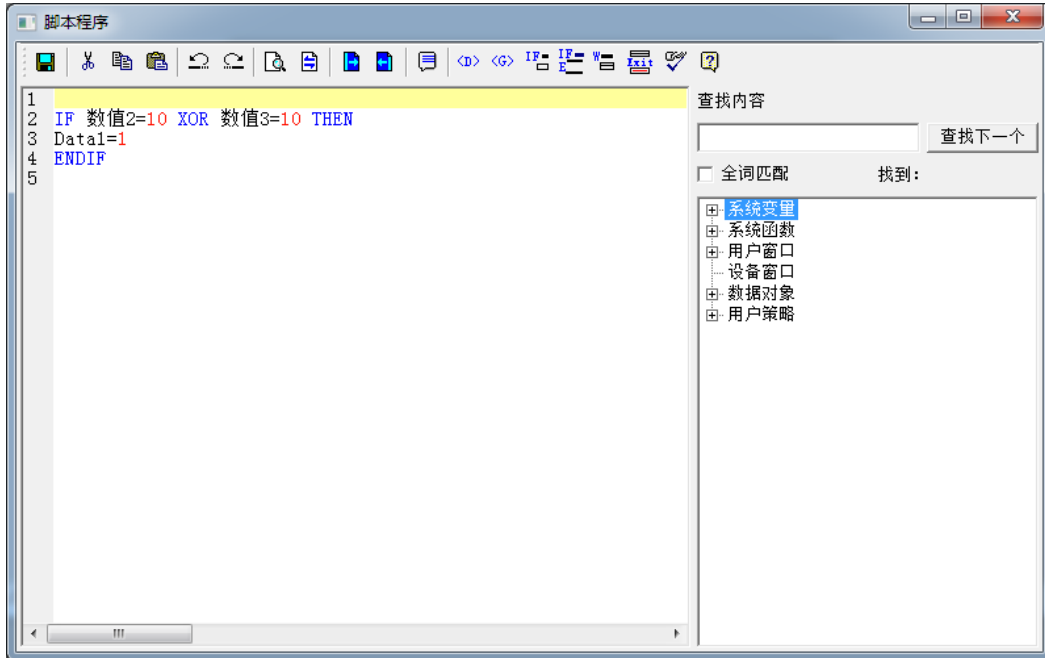 脚本程序
<D> <G> IF IF E W Exit
查找内容
查找下一个
全词匹配 找到:
1
2 IF 数值2=10 XOR 数值3=10 THEN
3 Data1=1
4 ENDIF
5
系统变量
系统函数
用户窗口
设备窗口
数据对象
用户策略